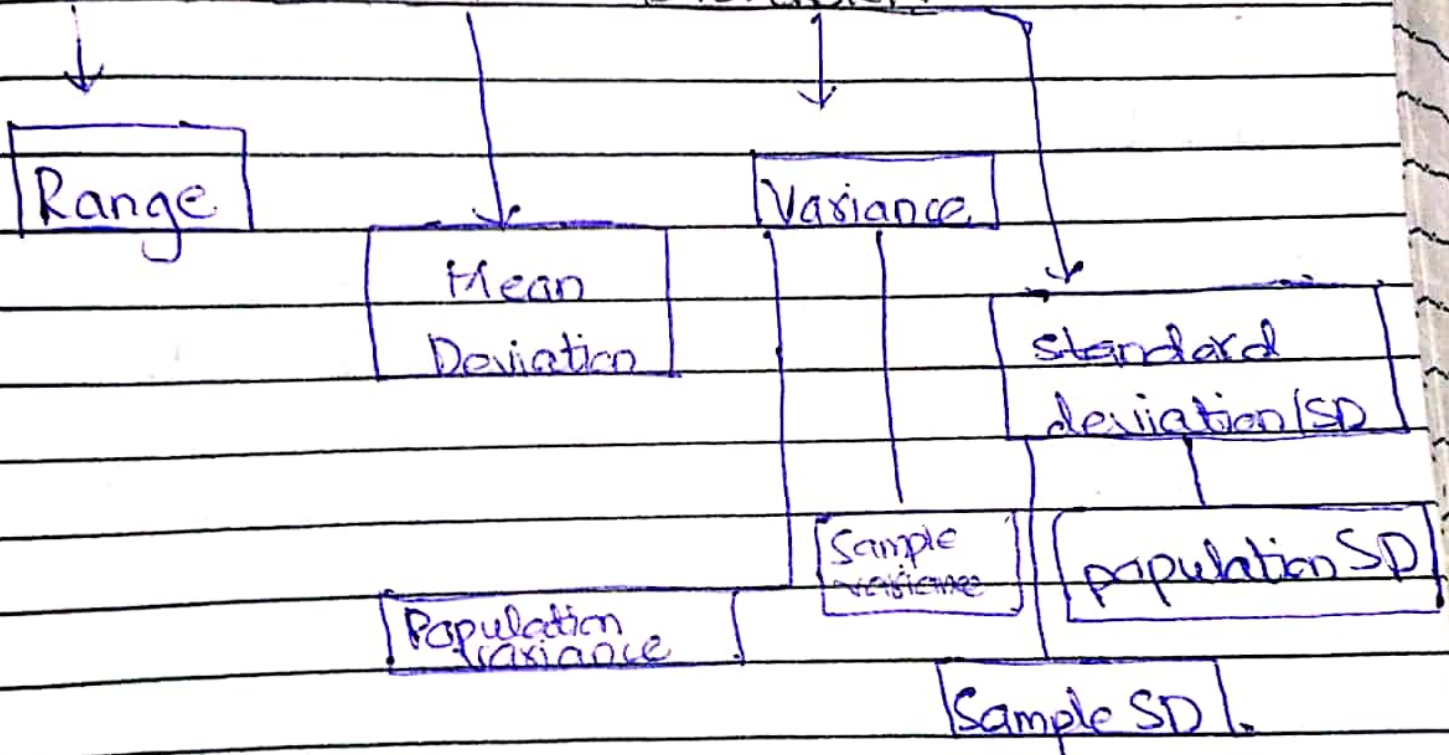 Range
Variance
Mean
Deviation
standard
deviation/SD
Sample
variance
population SD
Population
variance
Sample SD